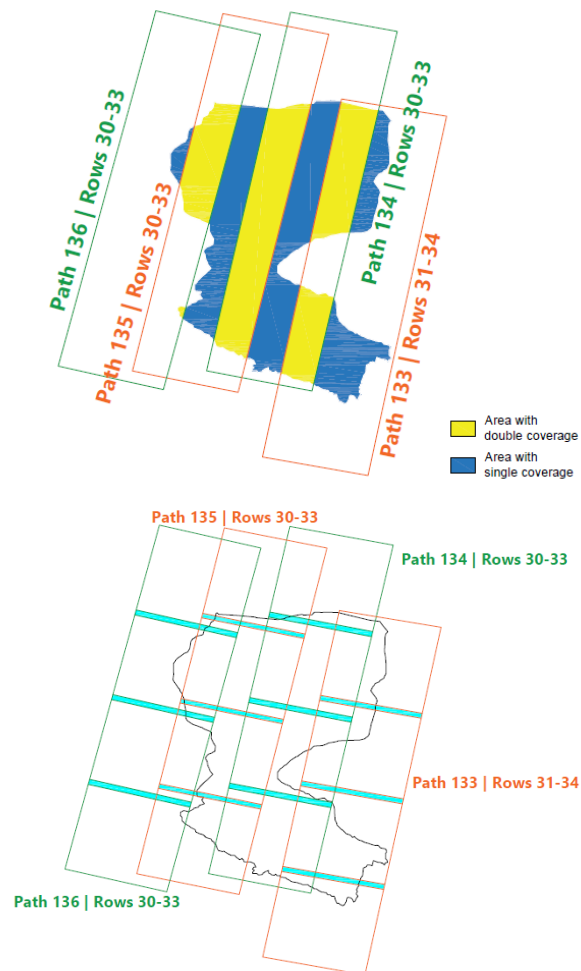 Path 136 | Rows 30-33
Path 135 | Rows 30-33
Path 134 | Rows 30-33
Path 133 | Rows 31-34
Area with
double coverage
Area with
single coverage
Path 135 | Rows 30-33
Path 134 | Rows 30-33
Path 133 | Rows 31-34
Path 136 | Rows 30-33